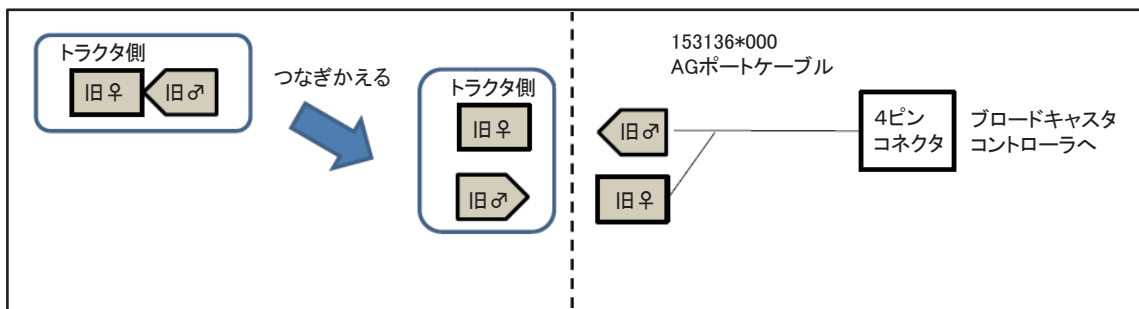 トラクタ側
旧♀
旧♂
つなぎかえる
トラクタ側
旧♀
旧♂
153136*000
AGポートケーブル
旧♂
旧♀
4ピン
コネクタ
ブロードキャスタ
コントローラへ